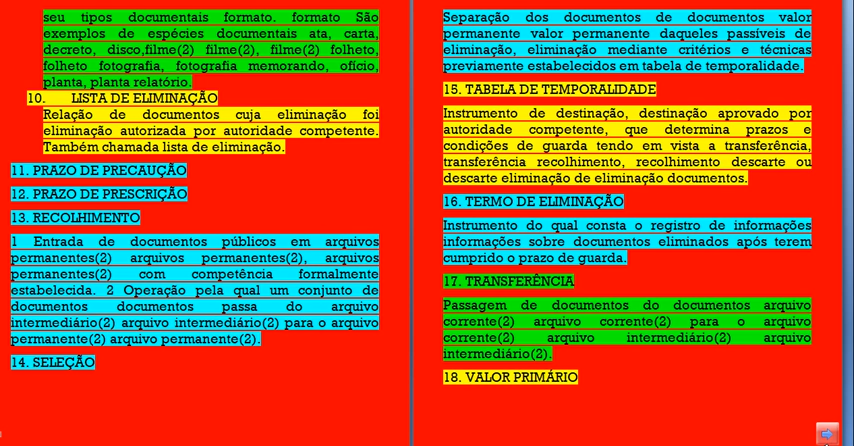 seu tipos documentais formato. formato São
exemplos de espécies documentais ata, carta,
decreto, disco,filme(2) filme(2), filme(2) folheto,
folheto fotografia, fotografia memorando, ofício,
planta, planta relatório.
10. LISTA DE ELIMINAÇÃO
Relação de documentos cuja eliminação foi
eliminação autorizada por autoridade competente.
Também chamada lista de eliminação.
11. PRAZO DE PRECAUÇÃO
12. PRAZO DE PRESCRIÇÃO
13. RECOLHIMENTO
1 Entrada de documentos públicos em arquivos
permanentes(2) arquivos permanentes(2), arquivos
permanentes(2) com competência formalmente
estabelecida. 2 Operação pela qual um conjunto de
documentos documentos passa do arquivo
intermediário(2) arquivo intermediário(2) para o arquivo
permanente(2) arquivo permanente(2).
14. SELEÇÃO
Separação dos documentos de documentos valor
permanente valor permanente daqueles passíveis de
eliminação, eliminação mediante critérios e técnicas
previamente estabelecidos em tabela de temporalidade.
15. TABELA DE TEMPORALIDADE
Instrumento de destinação, destinação aprovado por
autoridade competente, que determina prazos e
condições de guarda tendo em vista a transferência,
transferência recolhimento, recolhimento descarte ou
descarte eliminação de eliminação documentos.
16. TERMO DE ELIMINAÇÃO
Instrumento do qual consta o registro de informações
informações sobre documentos eliminados após terem
cumprido o prazo de guarda.
17. TRANSFERÊNCIA
Passagem de documentos do documentos arquivo
corrente(2) arquivo corrente(2) para o arquivo
corrente(2) arquivo intermediário(2) arquivo
intermediário(2).
18. VALOR PRIMÁRIO